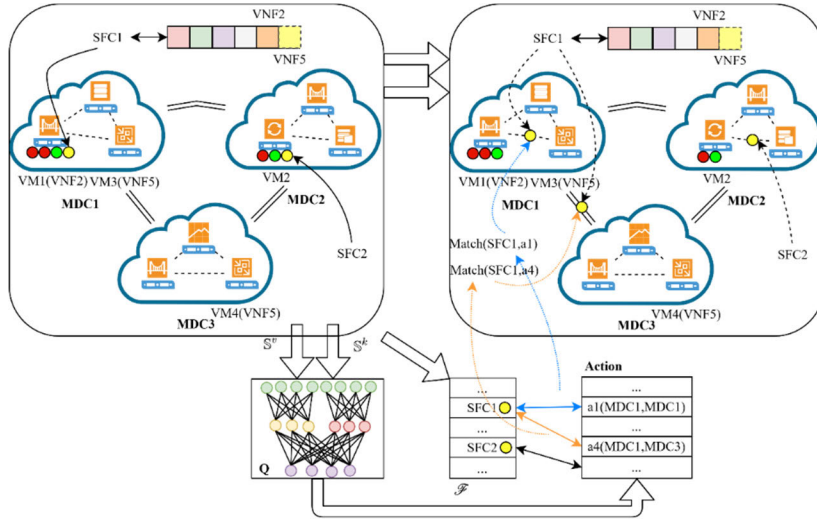 VNF2
SFC1
VNF5
VM1(VNF2) VM3(VNF5)
MDC1
VM2
MDC2
SFC2
MDC3
VM4(VNF5)
VNF2
SFC1
VNF5
VM1(VNF2) VM3(VNF5)
MDC1
VM2
MDC2
Match(SFC1,a1)
SFC2
Match(SFC1,a4)
MDC3
VM4(VNF5)
𝕊ᵛ
𝕊ᵏ
Action
...
...
SFC1
a1(MDC1,MDC1)
...
...
SFC2
a4(MDC1,MDC3)
...
...
Q
ℱ